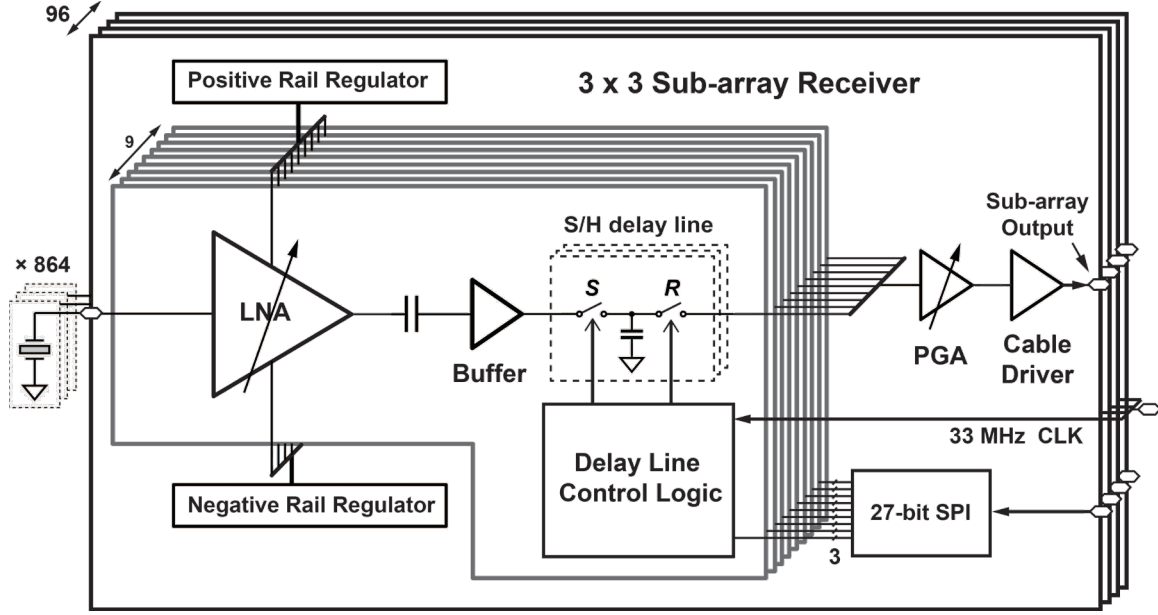 96
Positive Rail Regulator
3 x 3 Sub-array Receiver
9
S/H delay line
Sub-array
Output
× 864
LNA
S
R
Buffer
PGA
Cable
Driver
33 MHz CLK
Delay Line
Control Logic
Negative Rail Regulator
27-bit SPI
3